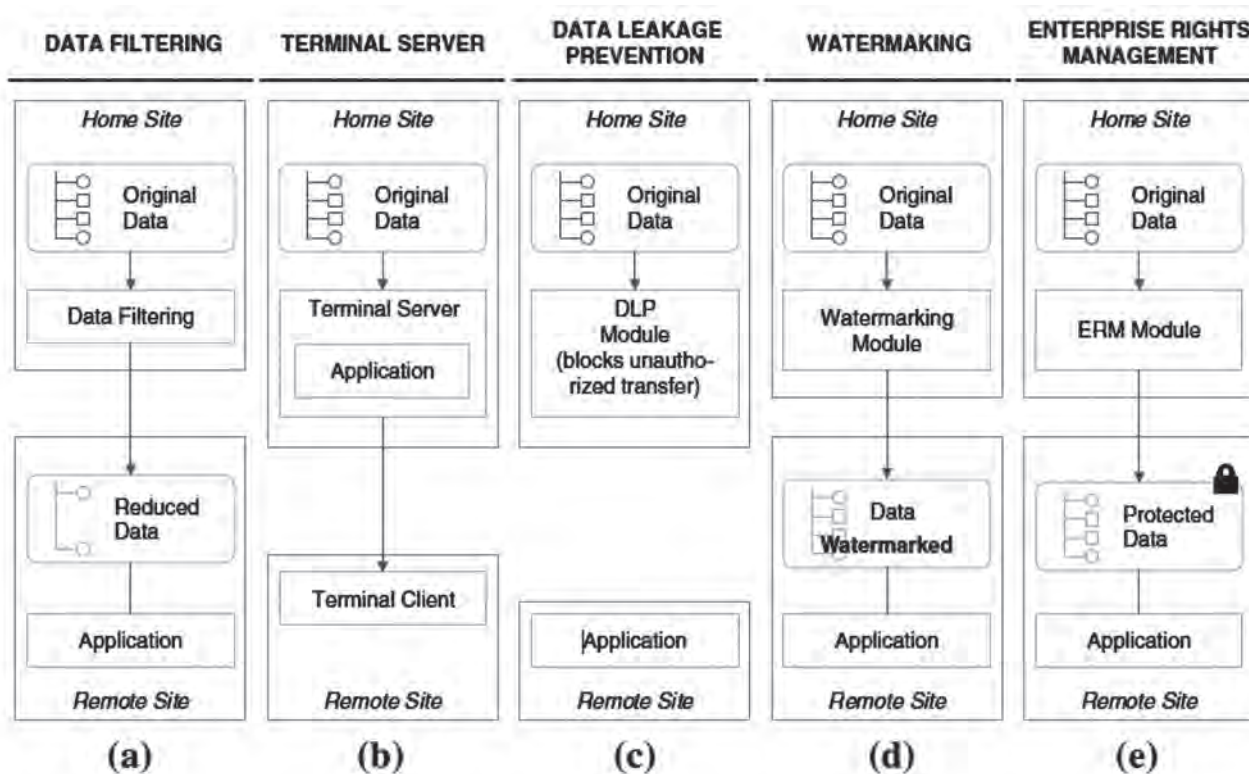 DATA FILTERING
Home Site
Original
Data
Data Filtering
Reduced
Data
Application
Remote Site
(a)
TERMINAL SERVER
Home Site
Original
Data
Terminal Server
Application
Terminal Client
Remote Site
(b)
DATA LEAKAGE
PREVENTION
Home Site
Original
Data
DLP
Module
(blocks unautho-
rized transfer)
Application
Remote Site
(c)
WATERMAKING
Home Site
Original
Data
Watermarking
Module
Data
Watermarked
Application
Remote Site
(d)
ENTERPRISE RIGHTS
MANAGEMENT
Home Site
Original
Data
ERM Module
Protected
Data
Application
Remote Site
(e)